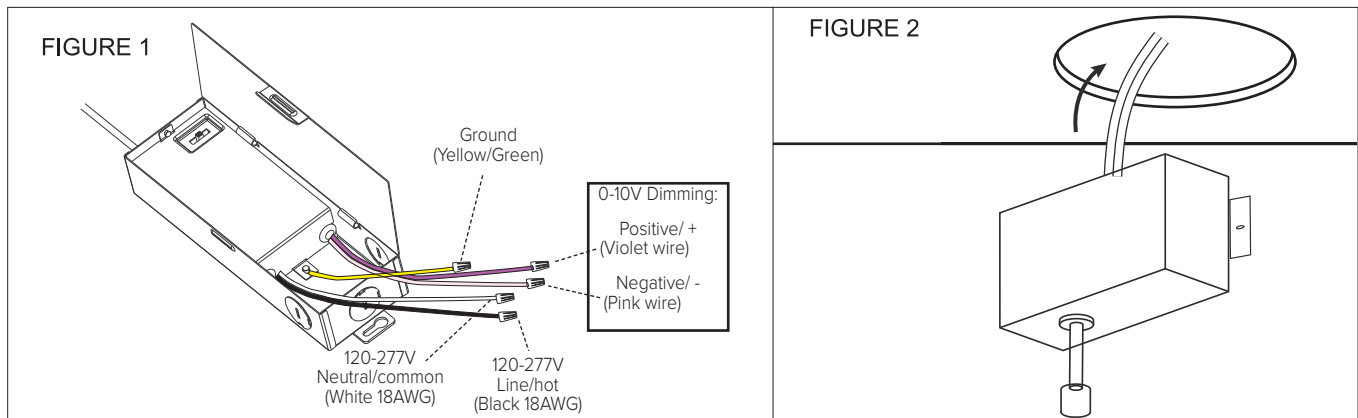 FIGURE 1
Ground
(Yellow/Green)
0-10V Dimming:
Positive/ +
(Violet wire)
Negative/ -
(Pink wire)
120-277V
Neutral/common
(White 18AWG)
120-277V
Line/hot
(Black 18AWG)
FIGURE 2